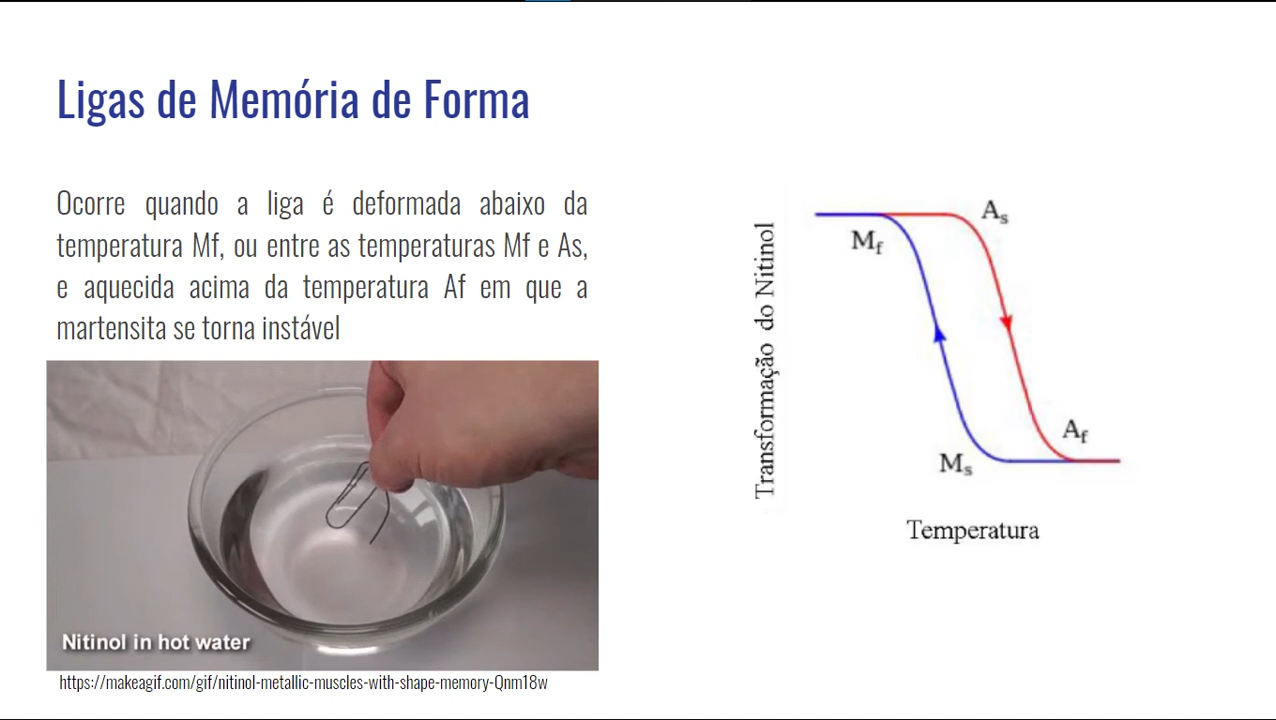 Ligas de Memória de Forma
Ocorre quando a liga é deformada abaixo da
temperatura Mf, ou entre as temperaturas Mf e As,
e aquecida acima da temperatura Af em que a
martensita se torna instável
Nitinol in hot water
https://makeagif.com/gif/nitinol-metallic-muscles-with-shape-memory-Qnm18w
Transformação do Nitinol
As
Mf
Af
Ms
Temperatura